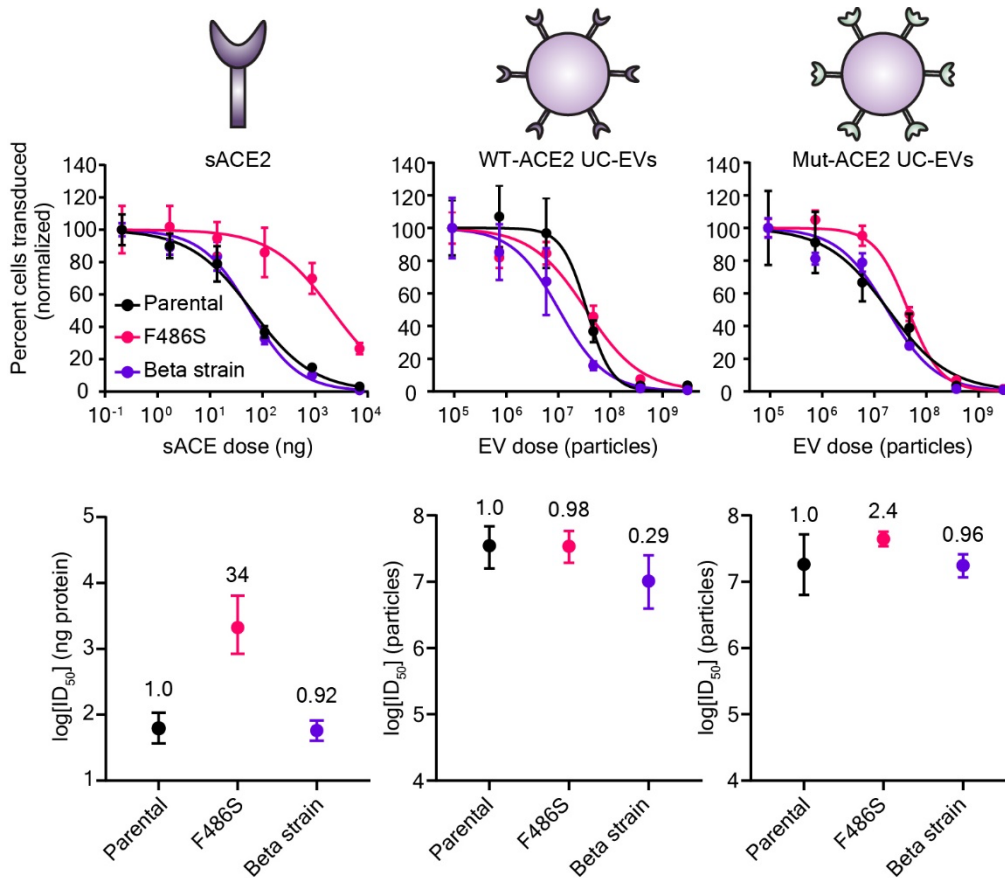 sACE2
WT-ACE2 UC-EVs
Mut-ACE2 UC-EVs
Percent cells transduced
(normalized)
140
120
100
80
60
40
20
0
Parental
F486S
Beta strain
10⁻¹ 10⁰ 10¹ 10² 10³ 10⁴
sACE dose (ng)
140
120
100
80
60
40
20
0
10⁵ 10⁶ 10⁷ 10⁸ 10⁹
EV dose (particles)
140
120
100
80
60
40
20
0
10⁵ 10⁶ 10⁷ 10⁸ 10⁹
EV dose (particles)
log[ID₅₀] (ng protein)
5
4
3
2
1
1.0
34
0.92
Parental
F486S
Beta strain
log[ID₅₀] (particles)
8
7
6
5
4
1.0
0.98
0.29
Parental
F486S
Beta strain
log[ID₅₀] (particles)
8
7
6
5
4
1.0
2.4
0.96
Parental
F486S
Beta strain